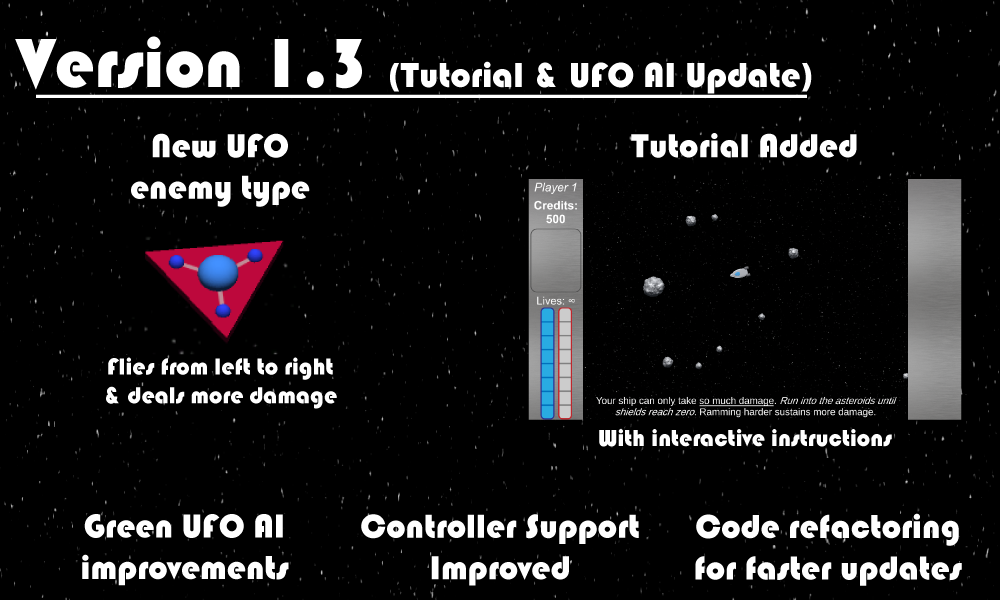 Version 1.3 (Tutorial & UFO AI Update)
New UFO
enemy type
Flies from left to right
& deals more damage
Tutorial Added
Player 1
Credits:
500
Lives: ∞
Your ship can only take so much damage. Run into the asteroids until
shields reach zero. Ramming harder sustains more damage.
With interactive instructions
Green UFO AI
improvements
Controller Support
Improved
Code refactoring
for faster updates